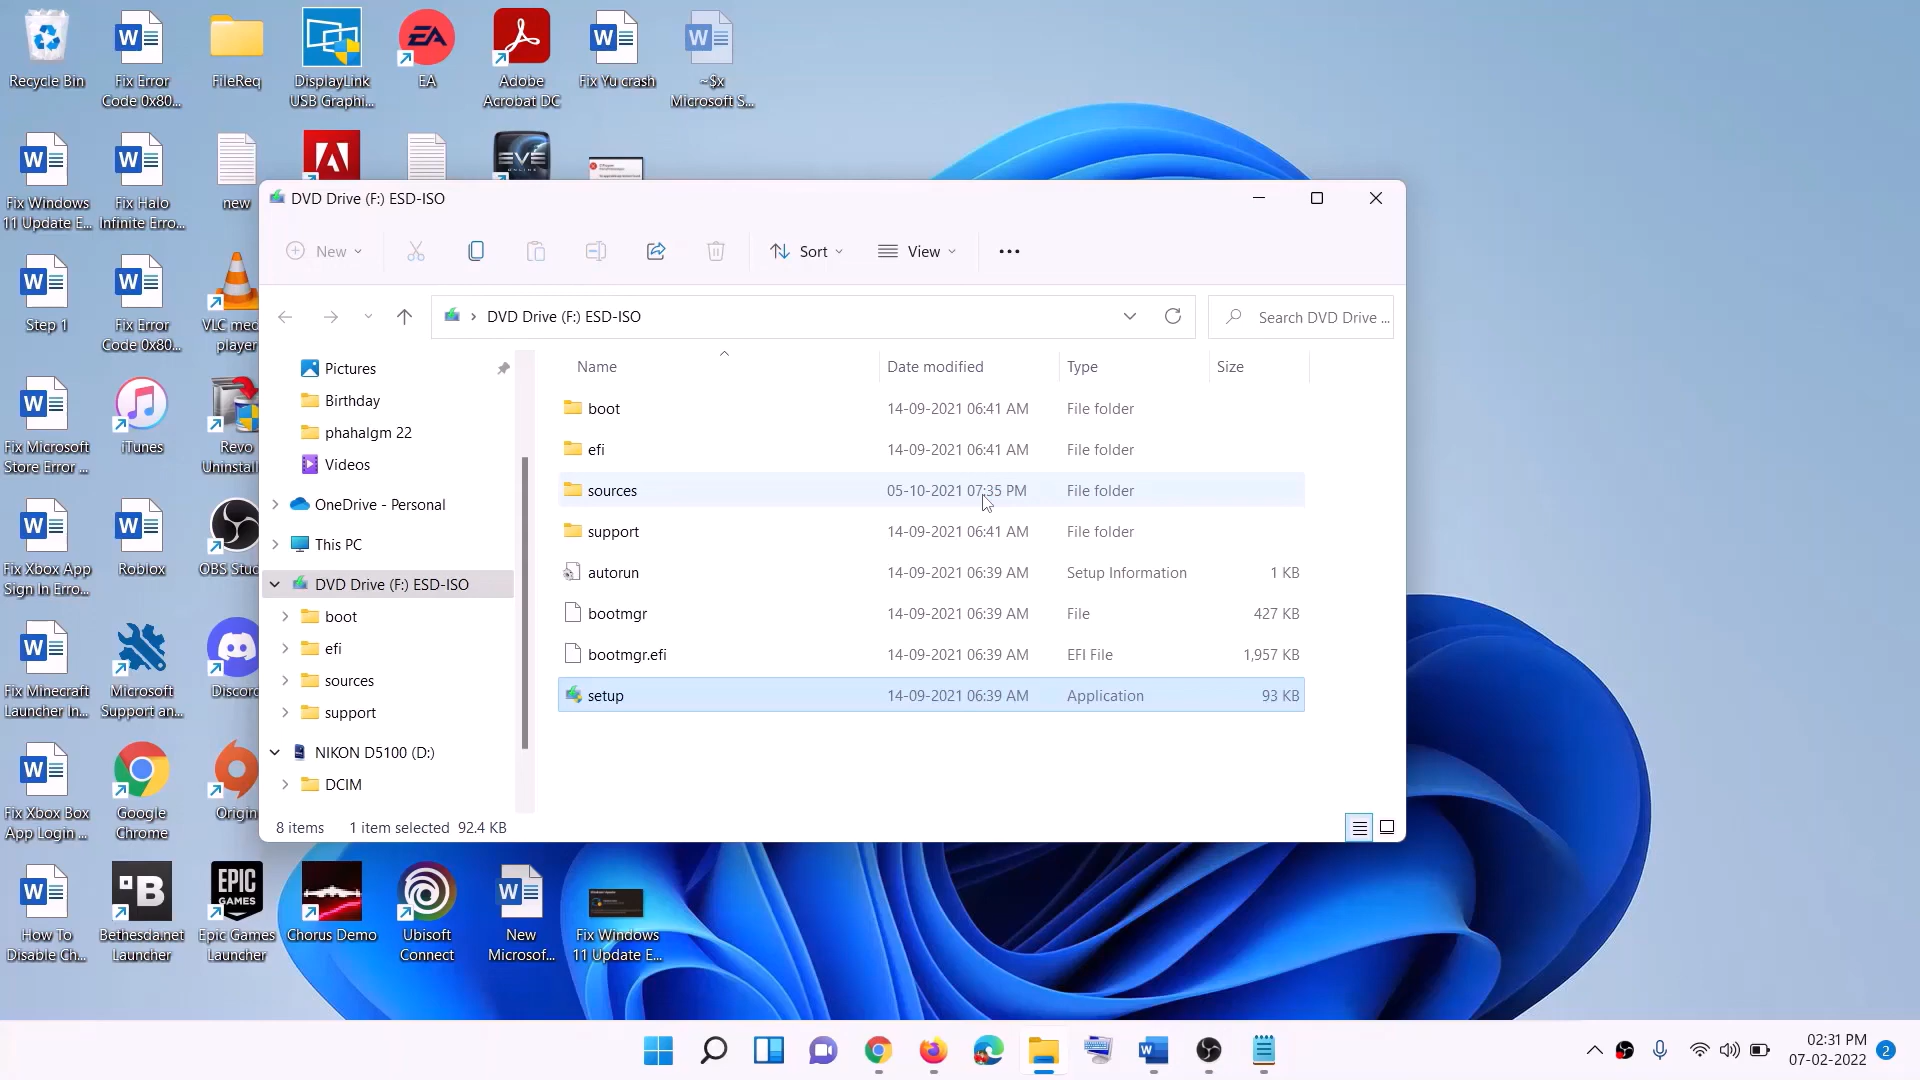 Recycle Bin
Fix Error
Code 0x80...
FileReq
DisplayLink
USB Graphi...
EA
Adobe
Acrobat DC
Fix Yu crash
~$x
Microsoft S...
Fix Windows
11 Update E...
Fix Halo
Infinite Erro...
new
EVE
ONLINE
Step 1
Fix Error
Code 0x80...
VLC med
player
Fix Microsoft
Store Error ...
iTunes
Revo
Uninstall
Fix Xbox App
Sign In Erro...
Roblox
OBS Stud
Fix Minecraft
Launcher In...
Microsoft
Support an...
Discord
Fix Xbox Box
App Login ...
Google
Chrome
Origin
How To
Disable Ch...
Bethesda.net
Launcher
EPIC
GAMES
Epic Games
Launcher
Chorus Demo
Ubisoft
Connect
New
Microsof...
Fix Windows
11 Update E...
DVD Drive (F:) ESD-ISO
New
Sort
View
DVD Drive (F:) ESD-ISO
Search DVD Drive ...
Pictures
Birthday
phahalgm 22
Videos
OneDrive - Personal
This PC
DVD Drive (F:) ESD-ISO
boot
efi
sources
support
NIKON D5100 (D:)
DCIM
Name Date modified Type Size
boot 14-09-2021 06:41 AM File folder
efi 14-09-2021 06:41 AM File folder
sources 05-10-2021 07:35 PM File folder
support 14-09-2021 06:41 AM File folder
autorun 14-09-2021 06:39 AM Setup Information 1 KB
bootmgr 14-09-2021 06:39 AM File 427 KB
bootmgr.efi 14-09-2021 06:39 AM EFI File 1,957 KB
setup 14-09-2021 06:39 AM Application 93 KB
8 items 1 item selected 92.4 KB
02:31 PM
07-02-2022
2